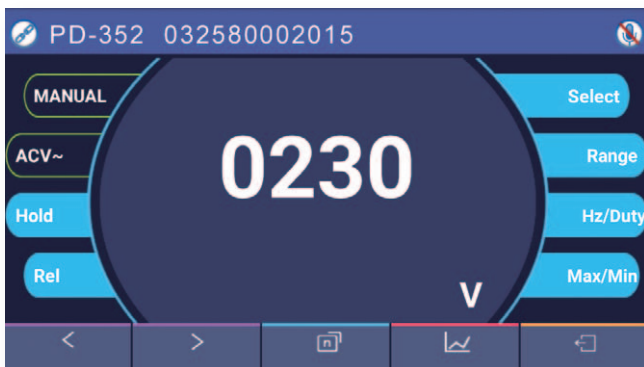 PD-352 032580002015
MANUAL
Select
ACV~
0230
Range
Hold
Hz/Duty
Rel
V
Max/Min
< > n